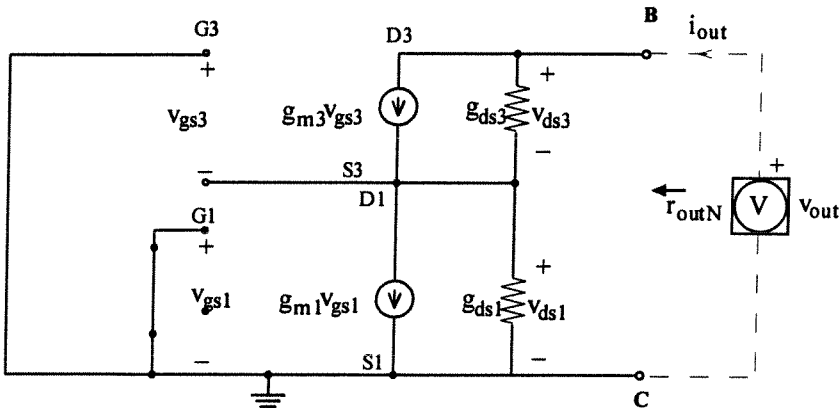 B
G3
D3
i_out
+
+
v_gs3
g_m3v_gs3
g_ds3
v_ds3
−
−
S3
D1
r_outN
+
V
v_out
G1
+
+
v_gs1
g_m1v_gs1
g_ds1
v_ds1
−
S1
−
C